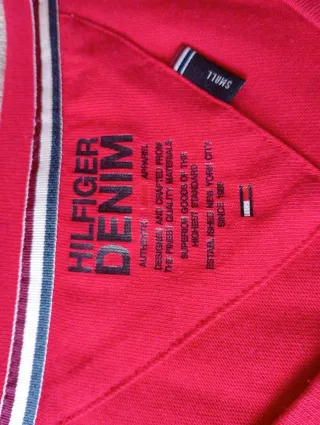 HILFIGER
DENIM
AUTHENTIC APPAREL
DESIGNED AND CRAFTED FROM
THE FINEST QUALITY MATERIALS
SUPERIOR GOODS OF THE
HIGHEST STANDARD
ESTABLISHED NEW YORK CITY
SINCE 1985
SMALL